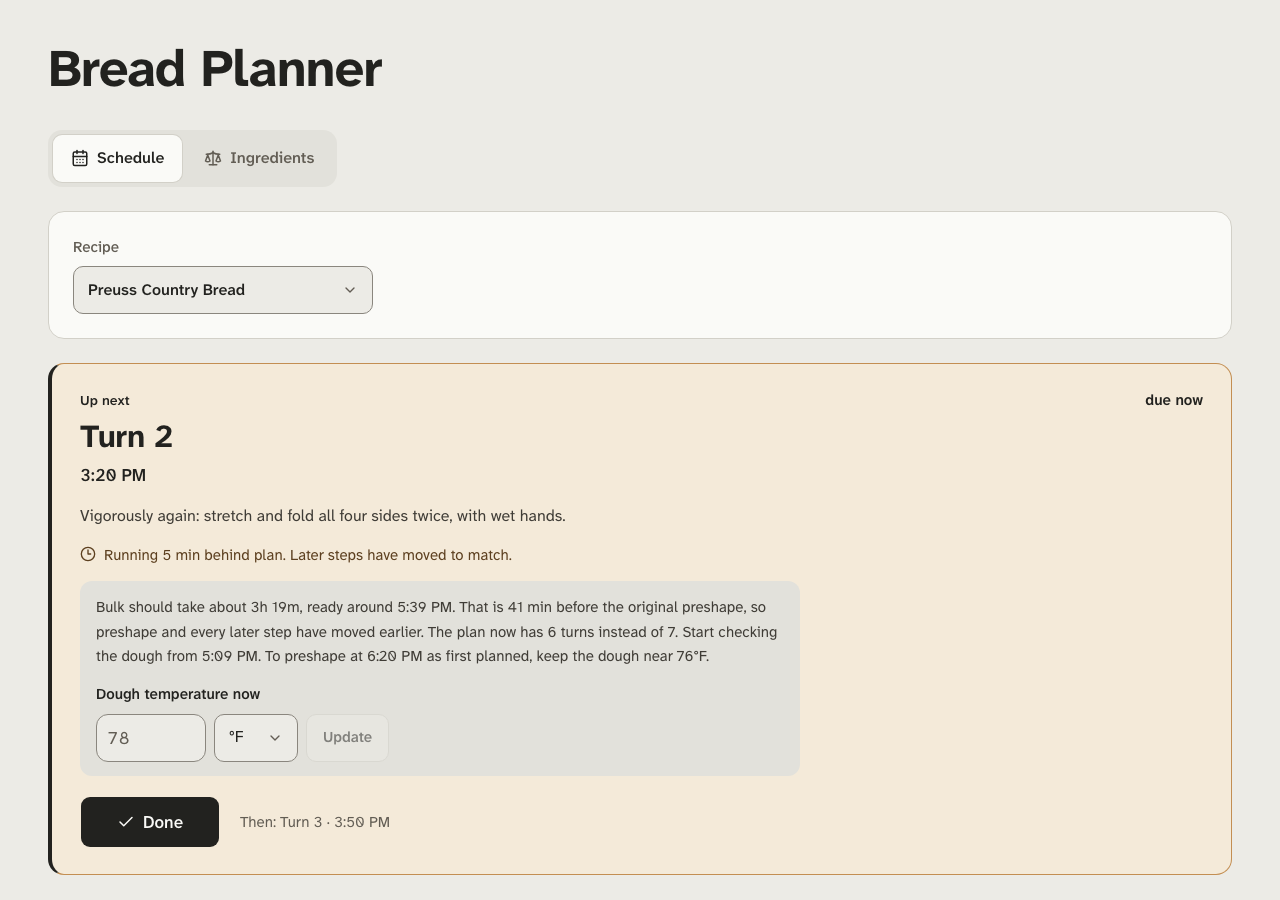 Bread Planner
Schedule
Ingredients
Recipe
Preuss Country Bread
Up next
due now
Turn 2
3:20 PM
Vigorously again: stretch and fold all four sides twice, with wet hands.
Running 5 min behind plan. Later steps have moved to match.
Bulk should take about 3h 19m, ready around 5:39 PM. That is 41 min before the original preshape, so
preshape and every later step have moved earlier. The plan now has 6 turns instead of 7. Start checking
the dough from 5:09 PM. To preshape at 6:20 PM as first planned, keep the dough near 76°F.
Dough temperature now
78
°F
Update
Done
Then: Turn 3 · 3:50 PM